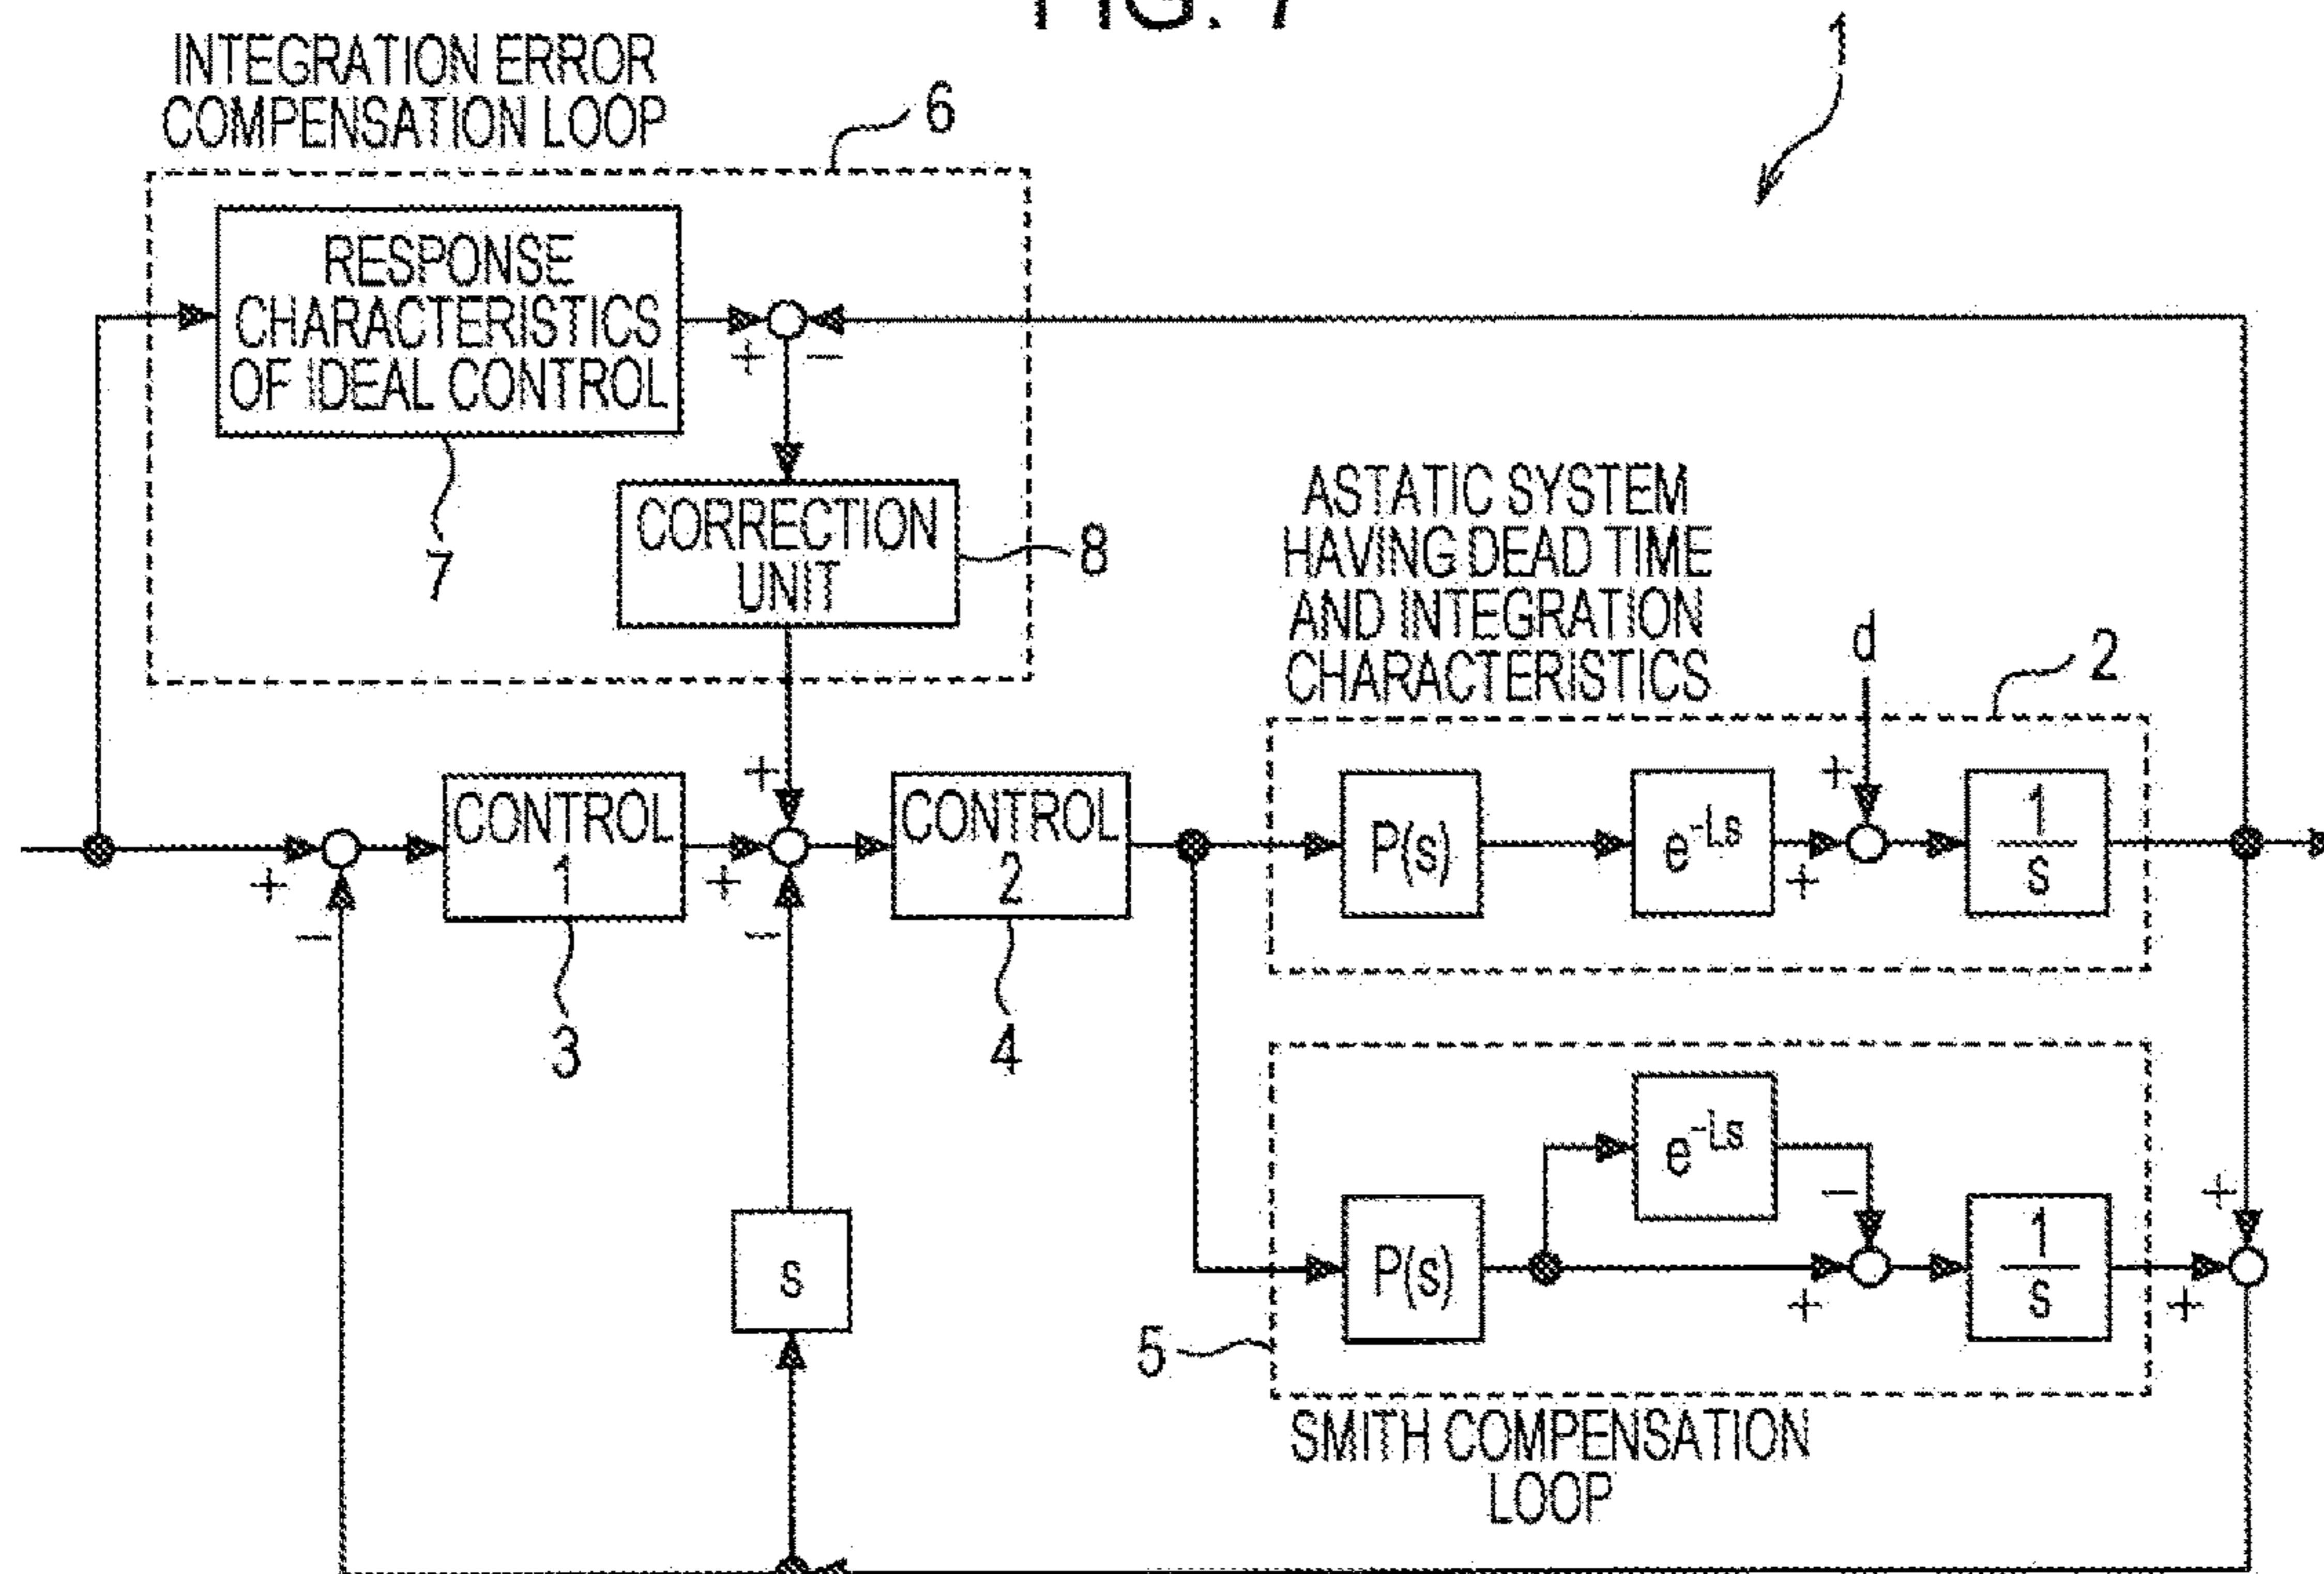 FIG. 7
1
INTEGRATION ERROR
COMPENSATION LOOP
6
RESPONSE
CHARACTERISTICS
OF IDEAL CONTROL
+
−
7
CORRECTION
UNIT
8
ASTATIC SYSTEM
HAVING DEAD TIME
AND INTEGRATION
CHARACTERISTICS
d
2
+
−
CONTROL
1
3
+
+
−
CONTROL
2
4
P(s)
e^-Ls
+
+
1
s
s
5
P(s)
e^-Ls
−
+
1
s
+
+
SMITH COMPENSATION
LOOP